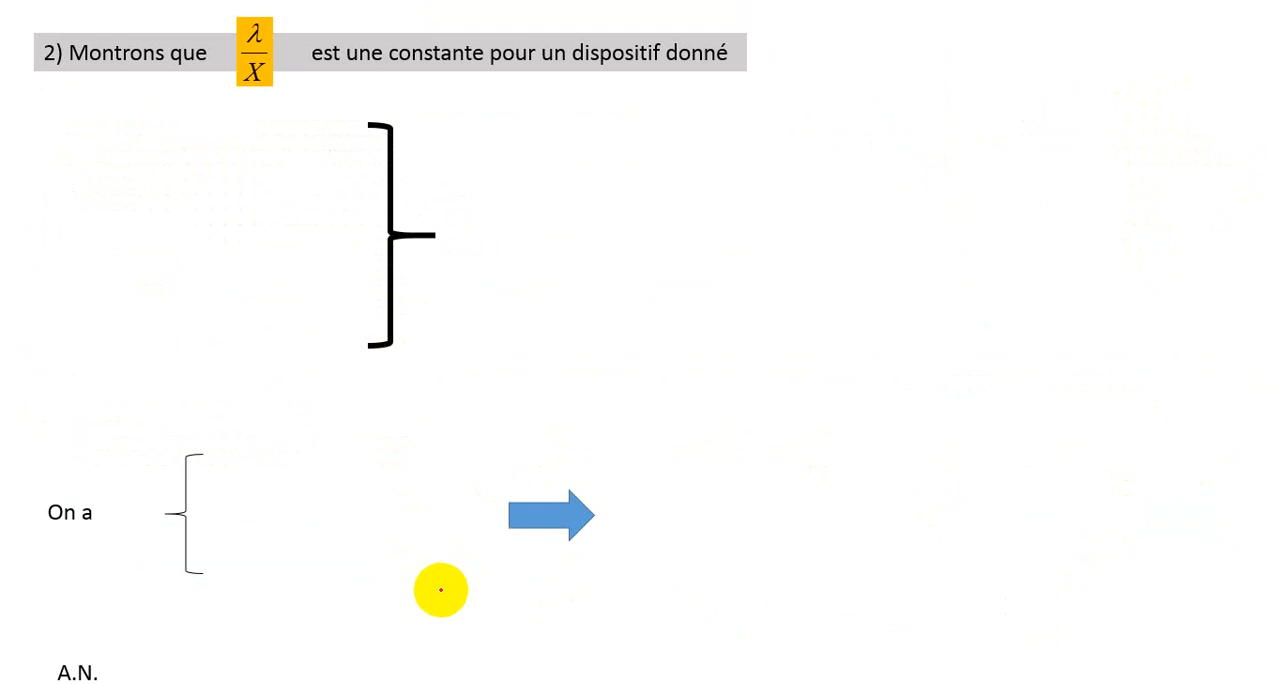 2) Montrons que λ/X est une constante pour un dispositif donné
On a
A.N.